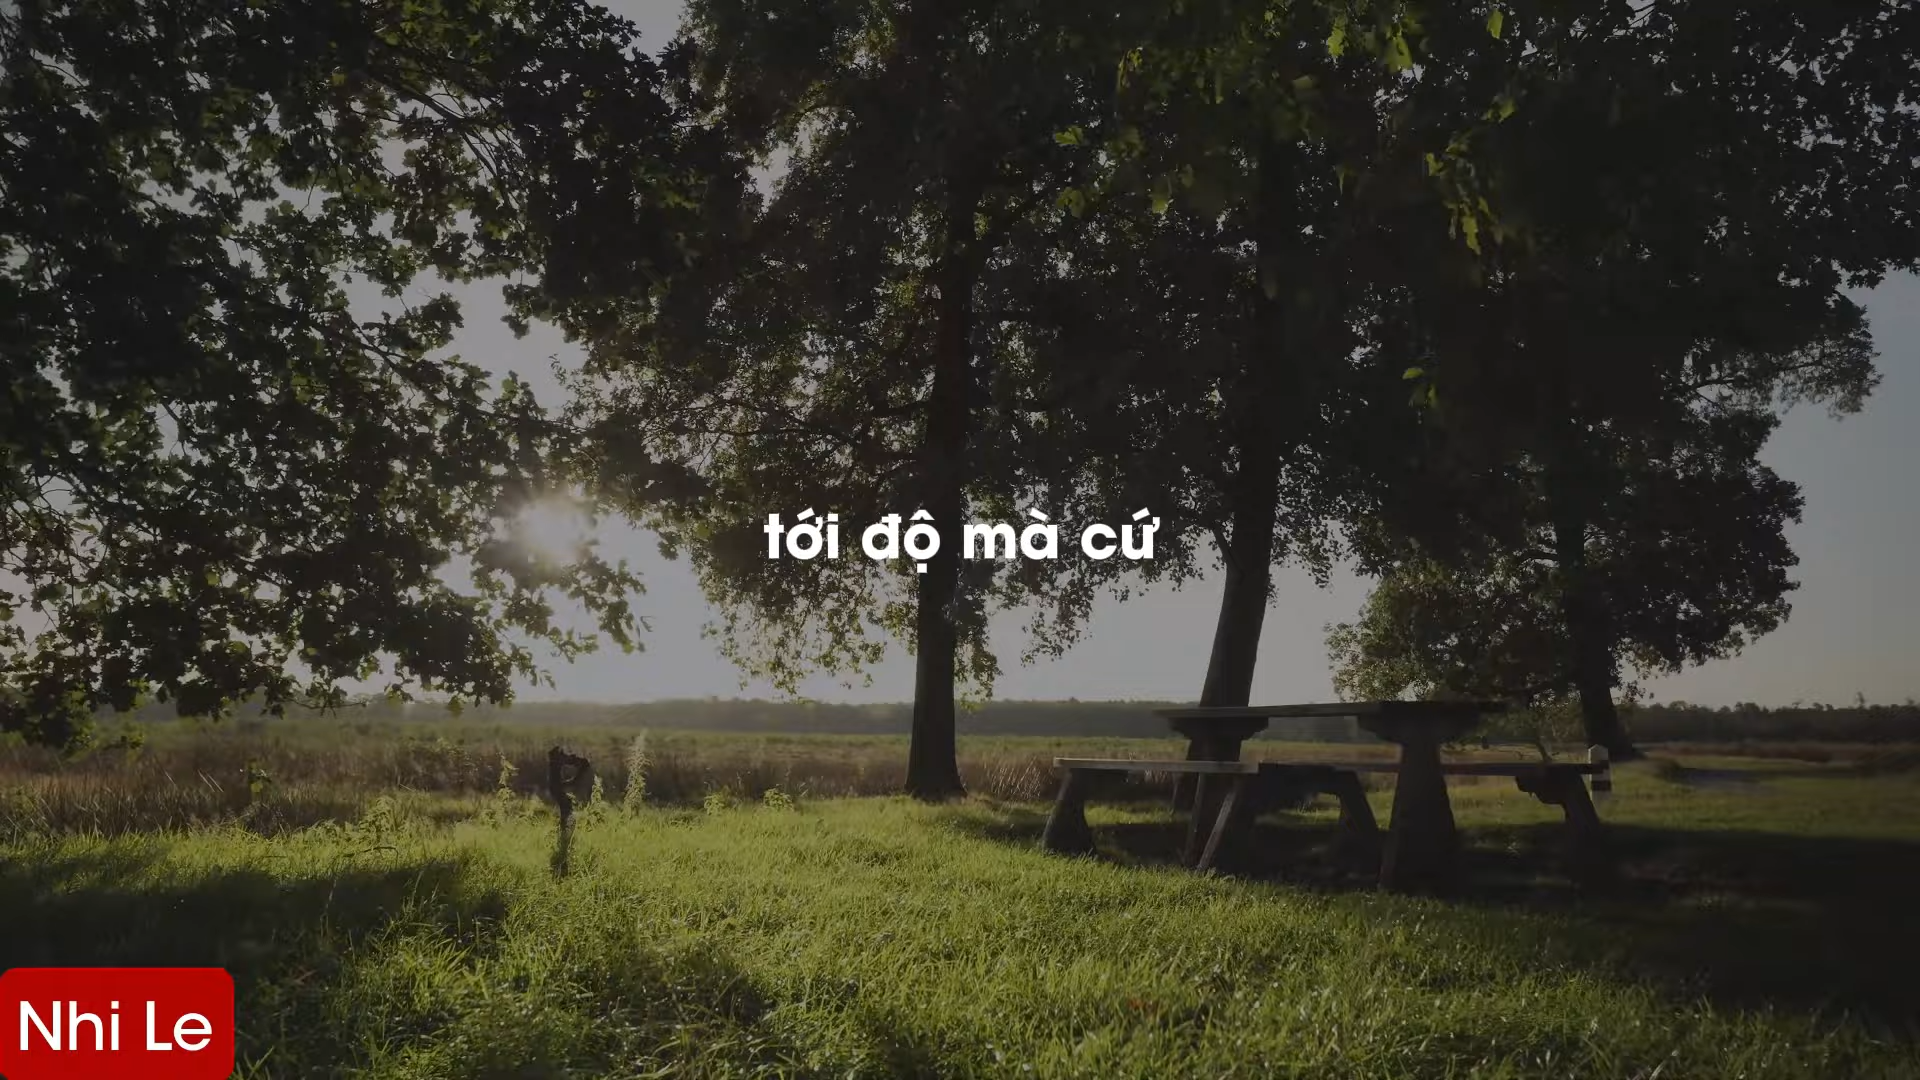 tới độ mà cứ
Nhi Le